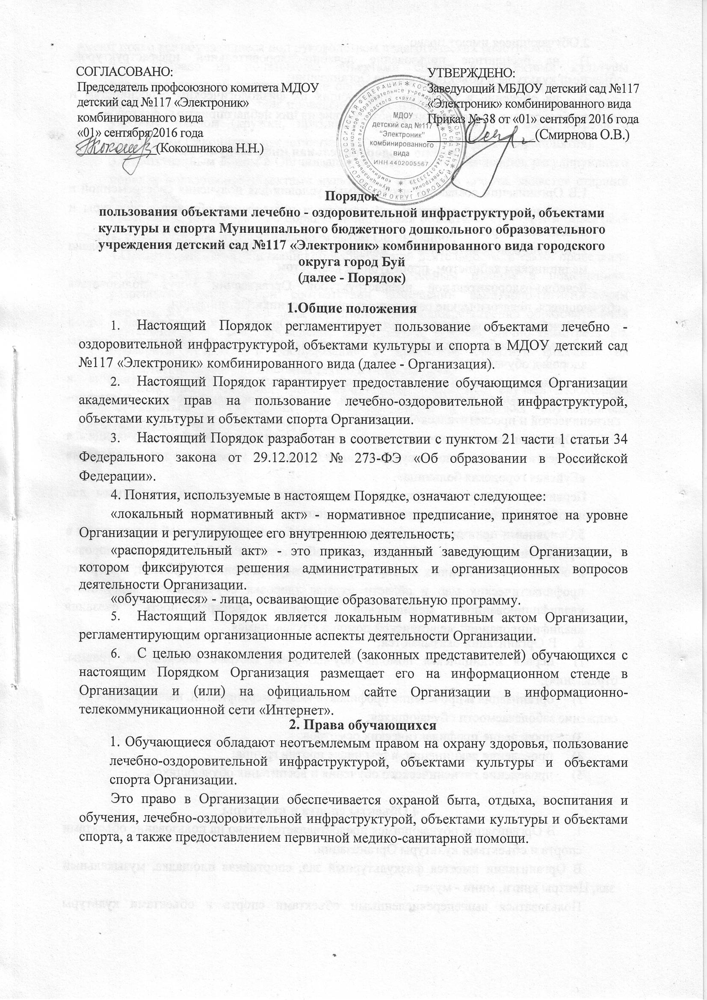 СОГЛАСОВАНО:
Председатель профсоюзного комитета МДОУ
детский сад №117 «Электроник»
комбинированного вида
«01» сентября 2016 года
(Кокошникова Н.Н.)
УТВЕРЖДЕНО:
Заведующий МБДОУ детский сад №117
«Электроник» комбинированного вида
Приказ № 38 от «01» сентября 2016 года
(Смирнова О.В.)
МДОУ
детский сад №117
"Электроник"
комбинированного
вида
ИНН 4402005567
Порядок
пользования объектами лечебно - оздоровительной инфраструктурой, объектами
культуры и спорта Муниципального бюджетного дошкольного образовательного
учреждения детский сад №117 «Электроник» комбинированного вида городского
округа город Буй
(далее - Порядок)
1.Общие положения
1. Настоящий Порядок регламентирует пользование объектами лечебно -
оздоровительной инфраструктурой, объектами культуры и спорта в МДОУ детский сад
№117 «Электроник» комбинированного вида (далее - Организация).
2. Настоящий Порядок гарантирует предоставление обучающимся Организации
академических прав на пользование лечебно-оздоровительной инфраструктурой,
объектами культуры и объектами спорта Организации.
3. Настоящий Порядок разработан в соответствии с пунктом 21 части 1 статьи 34
Федерального закона от 29.12.2012 № 273-ФЭ «Об образовании в Российской
Федерации».
4. Понятия, используемые в настоящем Порядке, означают следующее:
«локальный нормативный акт» - нормативное предписание, принятое на уровне
Организации и регулирующее его внутреннюю деятельность;
«распорядительный акт» - это приказ, изданный заведующим Организации, в
котором фиксируются решения административных и организационных вопросов
деятельности Организации.
«обучающиеся» - лица, осваивающие образовательную программу.
5. Настоящий Порядок является локальным нормативным актом Организации,
регламентирующим организационные аспекты деятельности Организации.
6. С целью ознакомления родителей (законных представителей) обучающихся с
настоящим Порядком Организация размещает его на информационном стенде в
Организации и (или) на официальном сайте Организации в информационно-
телекоммуникационной сети «Интернет».
2. Права обучающихся
1. Обучающиеся обладают неотъемлемым правом на охрану здоровья, пользование
лечебно-оздоровительной инфраструктурой, объектами культуры и объектами
спорта Организации.
Это право в Организации обеспечивается охраной быта, отдыха, воспитания и
обучения, лечебно-оздоровительной инфраструктурой, объектами культуры и объектами
спорта, а также предоставлением первичной медико-санитарной помощи.